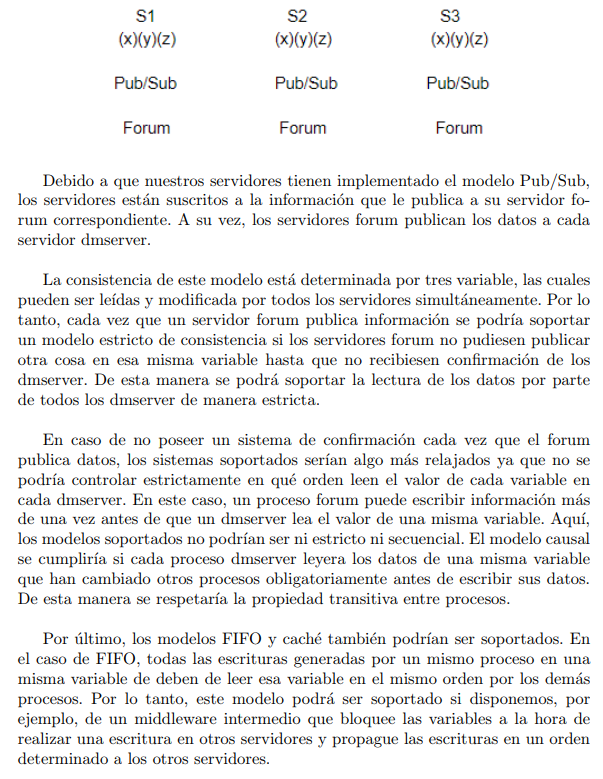 S1 S2 S3
(x)(y)(z) (x)(y)(z) (x)(y)(z)
Pub/Sub Pub/Sub Pub/Sub
Forum Forum Forum
Debido a que nuestros servidores tienen implementado el modelo Pub/Sub,
los servidores están suscritos a la información que le publica a su servidor fo-
rum correspondiente. A su vez, los servidores forum publican los datos a cada
servidor dmserver.
La consistencia de este modelo está determinada por tres variable, las cuales
pueden ser leídas y modificada por todos los servidores simultáneamente. Por lo
tanto, cada vez que un servidor forum publica información se podría soportar
un modelo estricto de consistencia si los servidores forum no pudiesen publicar
otra cosa en esa misma variable hasta que no recibiesen confirmación de los
dmserver. De esta manera se podrá soportar la lectura de los datos por parte
de todos los dmserver de manera estricta.
En caso de no poseer un sistema de confirmación cada vez que el forum
publica datos, los sistemas soportados serían algo más relajados ya que no se
podría controlar estrictamente en qué orden leen el valor de cada variable en
cada dmserver. En este caso, un proceso forum puede escribir información más
de una vez antes de que un dmserver lea el valor de una misma variable. Aquí,
los modelos soportados no podrían ser ni estricto ni secuencial. El modelo causal
se cumpliría si cada proceso dmserver leyera los datos de una misma variable
que han cambiado otros procesos obligatoriamente antes de escribir sus datos.
De esta manera se respetaría la propiedad transitiva entre procesos.
Por último, los modelos FIFO y caché también podrían ser soportados. En
el caso de FIFO, todas las escrituras generadas por un mismo proceso en una
misma variable de deben de leer esa variable en el mismo orden por los demás
procesos. Por lo tanto, este modelo podrá ser soportado si disponemos, por
ejemplo, de un middleware intermedio que bloquee las variables a la hora de
realizar una escritura en otros servidores y propague las escrituras en un orden
determinado a los otros servidores.